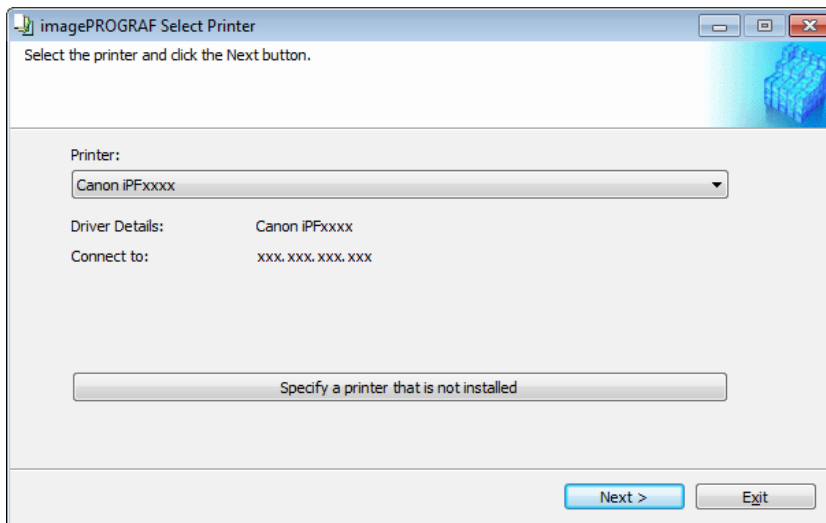 imagePROGRAF Select Printer
Select the printer and click the Next button.
Printer:
Canon iPFxxxx
Driver Details: Canon iPFxxxx
Connect to: xxx. xxx. xxx. xxx
Specify a printer that is not installed
Next > Exit